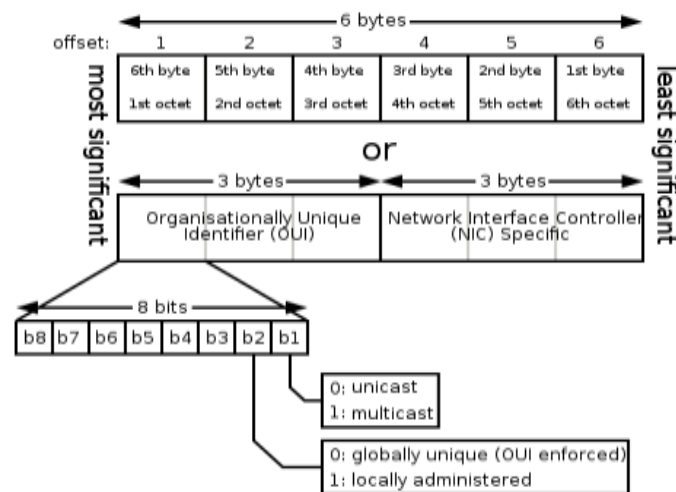 6 bytes
offset: 1 2 3 4 5 6
most significant
6th byte 5th byte 4th byte 3rd byte 2nd byte 1st byte
1st octet 2nd octet 3rd octet 4th octet 5th octet 6th octet
least significant
or
3 bytes 3 bytes
Organisationally Unique
Identifier (OUI)
Network Interface Controller
(NIC) Specific
8 bits
b8 b7 b6 b5 b4 b3 b2 b1
0: unicast
1: multicast
0: globally unique (OUI enforced)
1: locally administered